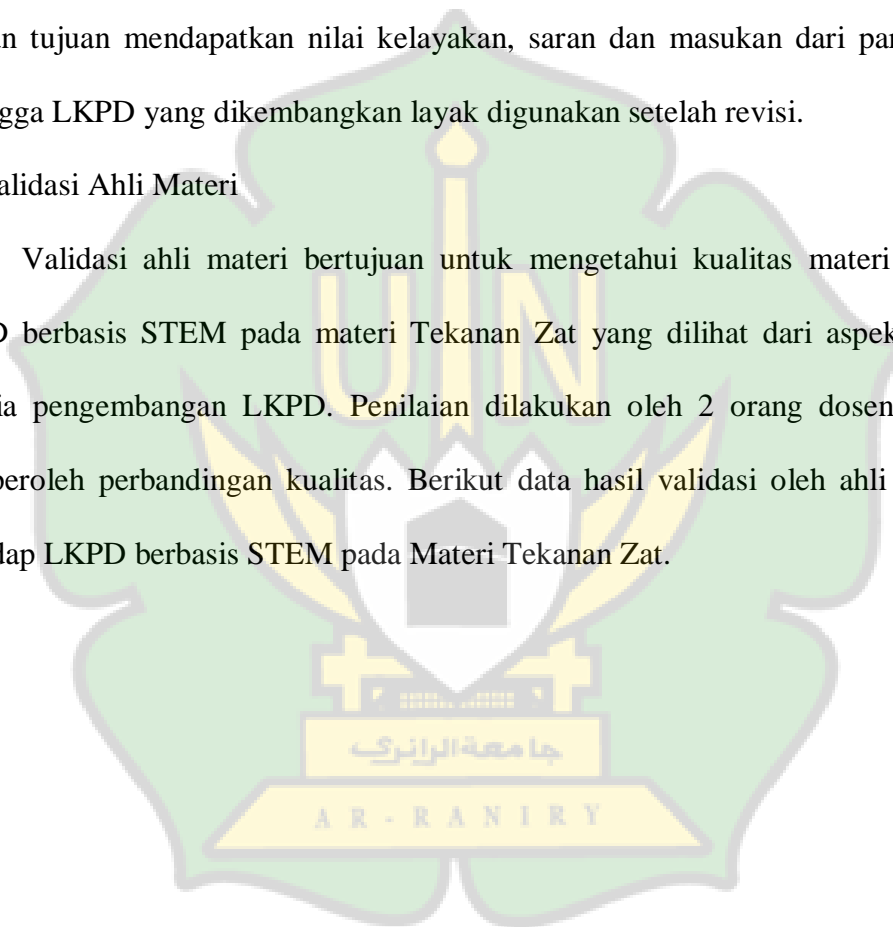 un tujuan mendapatkan nilai kelayakan, saran dan masukan dari par
ngga LKPD yang dikembangkan layak digunakan setelah revisi.
alidasi Ahli Materi
Validasi ahli materi bertujuan untuk mengetahui kualitas materi
D berbasis STEM pada materi Tekanan Zat yang dilihat dari aspek
ia pengembangan LKPD. Penilaian dilakukan oleh 2 orang dosen
peroleh perbandingan kualitas. Berikut data hasil validasi oleh ahli
dap LKPD berbasis STEM pada Materi Tekanan Zat.
UIN
جامعة الرانري
AR-RANIRY